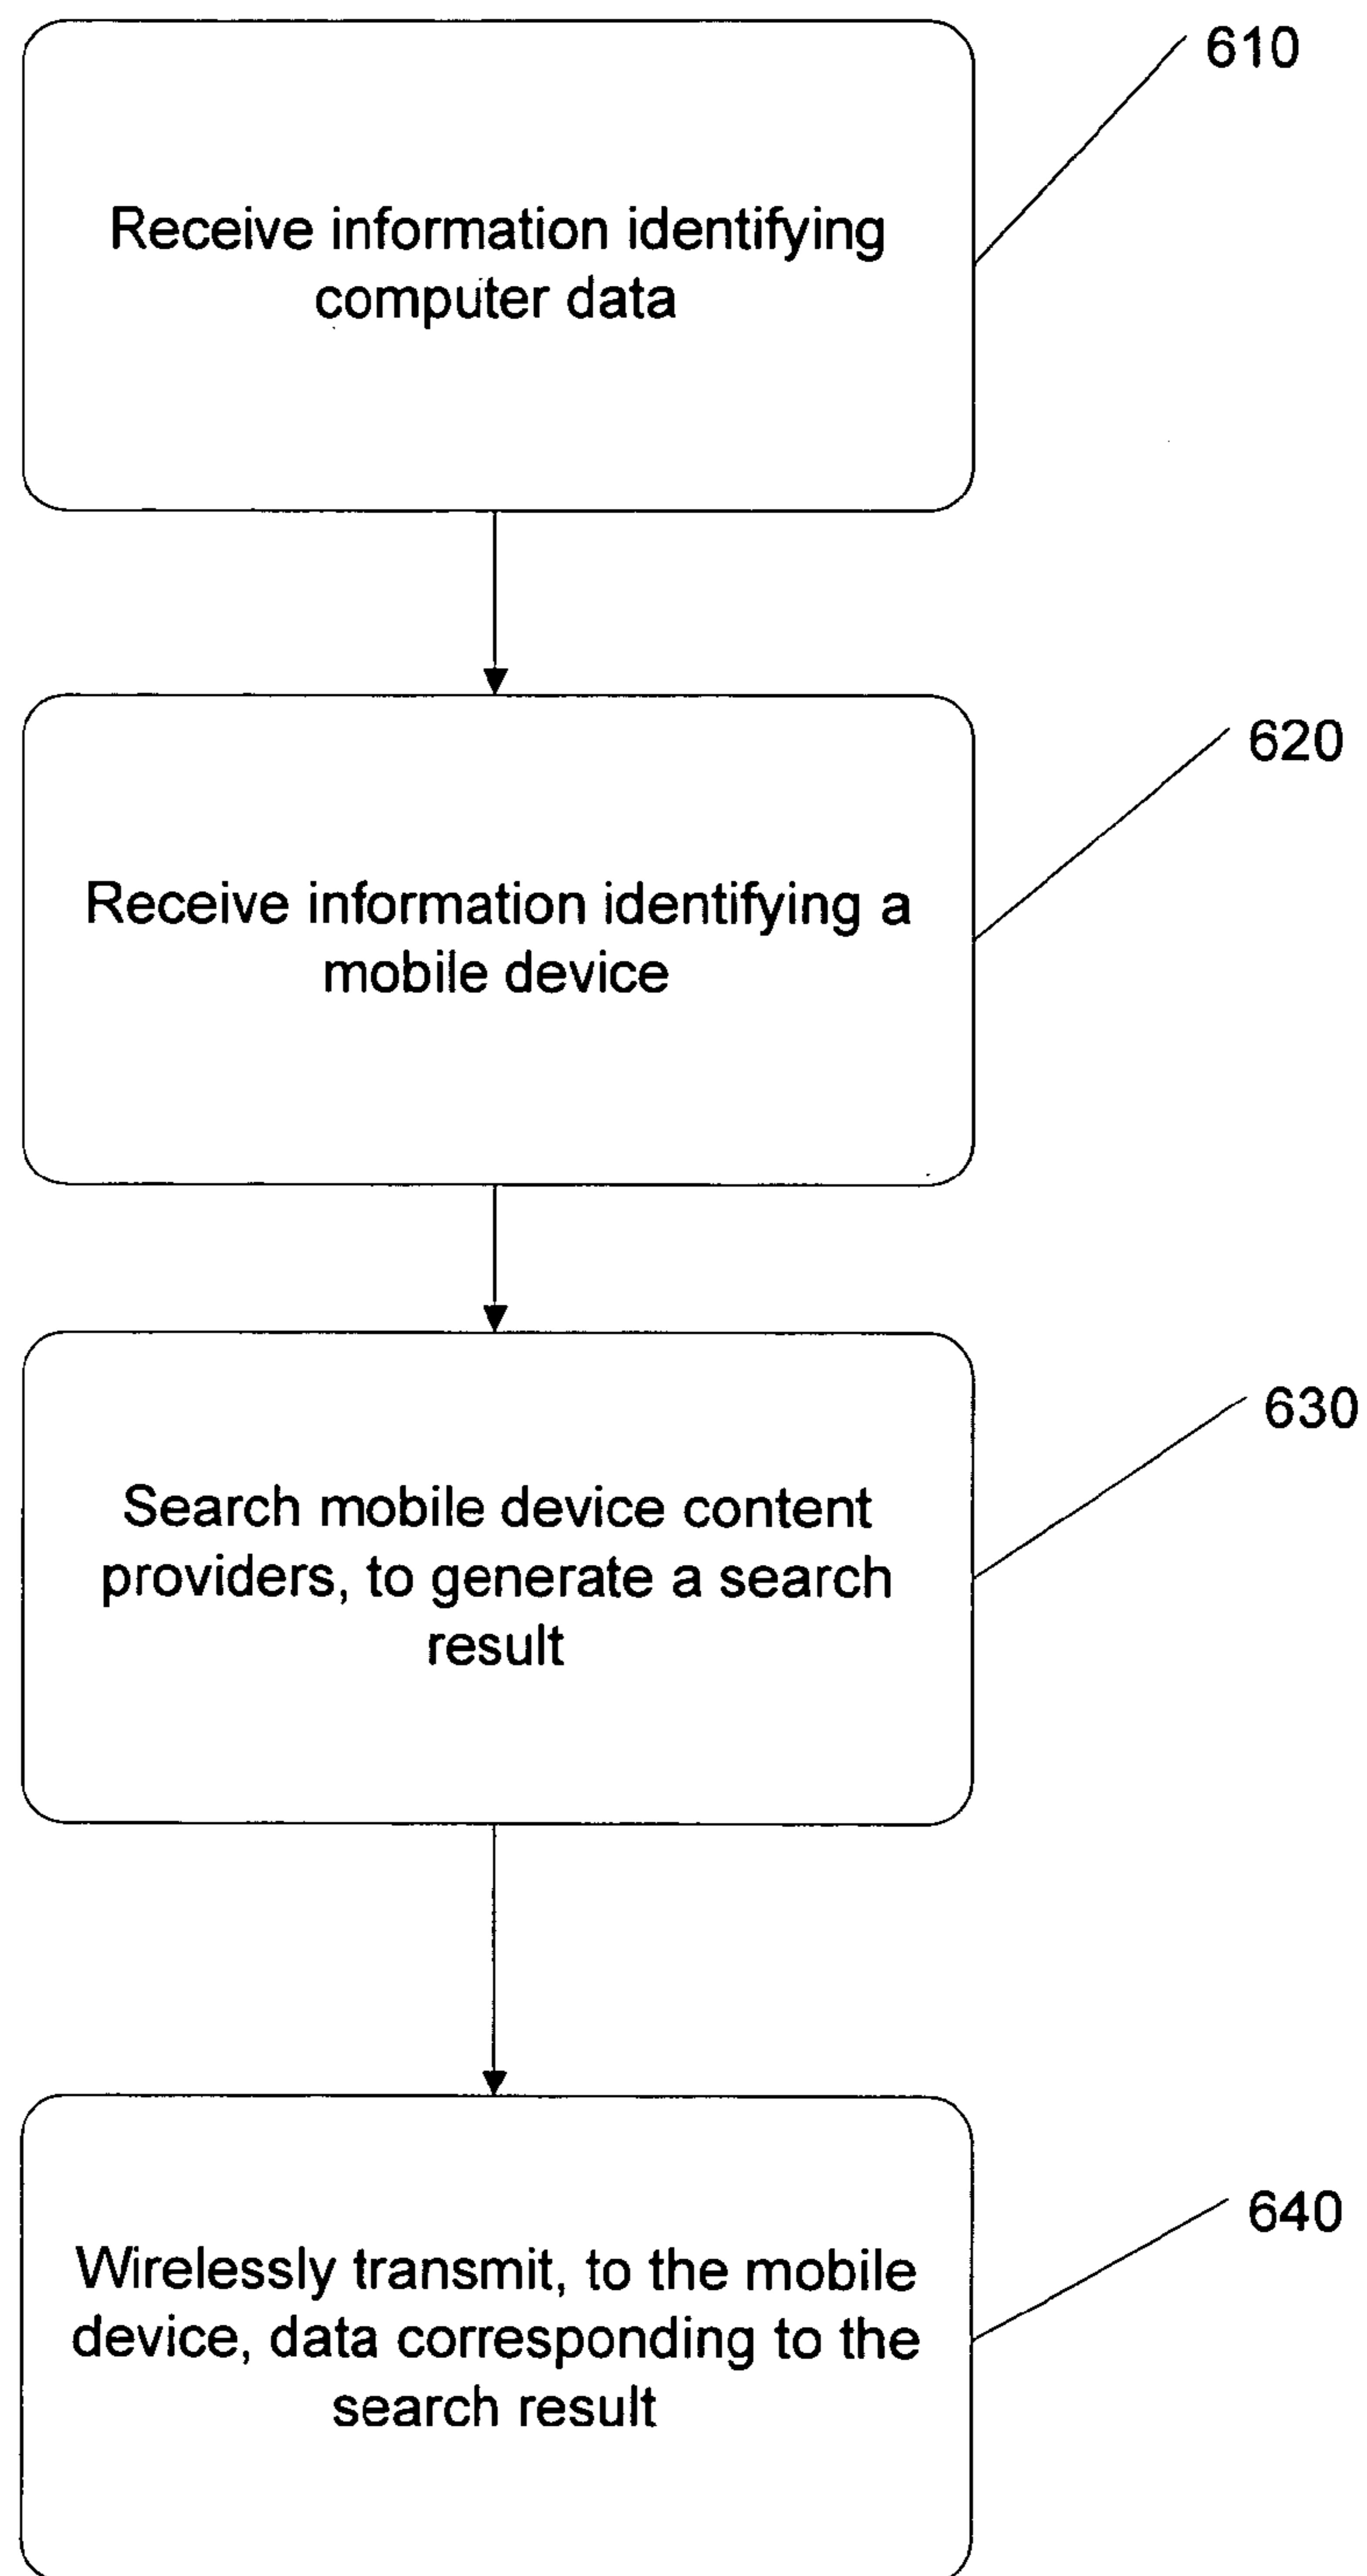 610
Receive information identifying
computer data
620
Receive information identifying a
mobile device
630
Search mobile device content
providers, to generate a search
result
640
Wirelessly transmit, to the mobile
device, data corresponding to the
search result